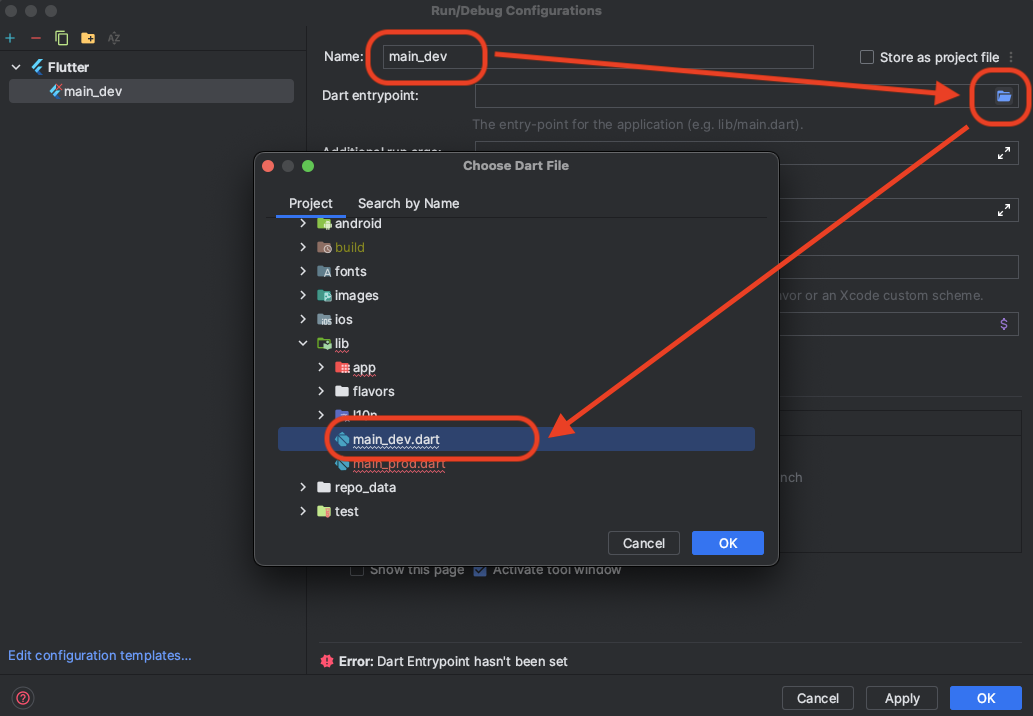 Run/Debug Configurations
Flutter
main_dev
Name: main_dev
Store as project file
Dart entrypoint:
The entry-point for the application (e.g. lib/main.dart).
Additional run args:
Choose Dart File
Project Search by Name
android
build
fonts
images
ios
lib
app
flavors
l10n
main_dev.dart
main_prod.dart
repo_data
test
Cancel OK
or an Xcode custom scheme.
$
Show this page Activate tool window
Edit configuration templates...
Error: Dart Entrypoint hasn't been set
? Cancel Apply OK